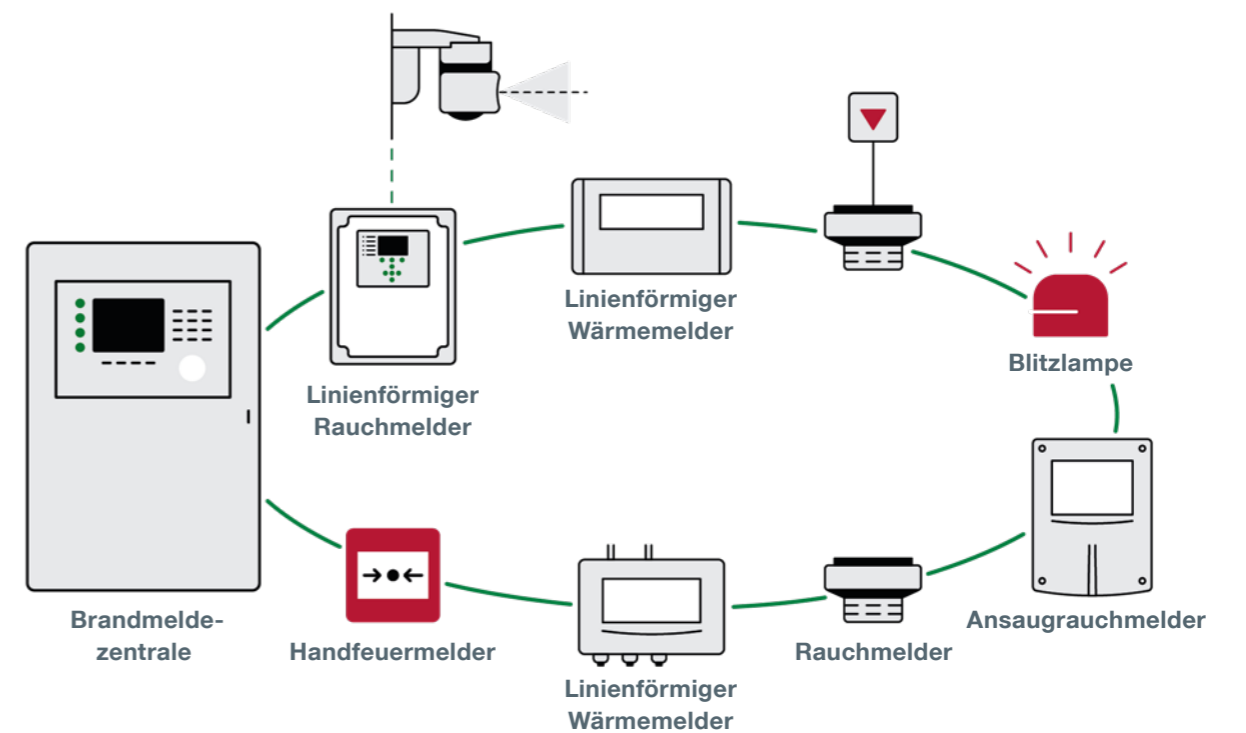 Linienförmiger
Wärmemelder
Blitzlampe
Linienförmiger
Rauchmelder
Brandmelde-
zentrale
Handfeuermelder
Linienförmiger
Wärmemelder
Rauchmelder
Ansaugrauchmelder